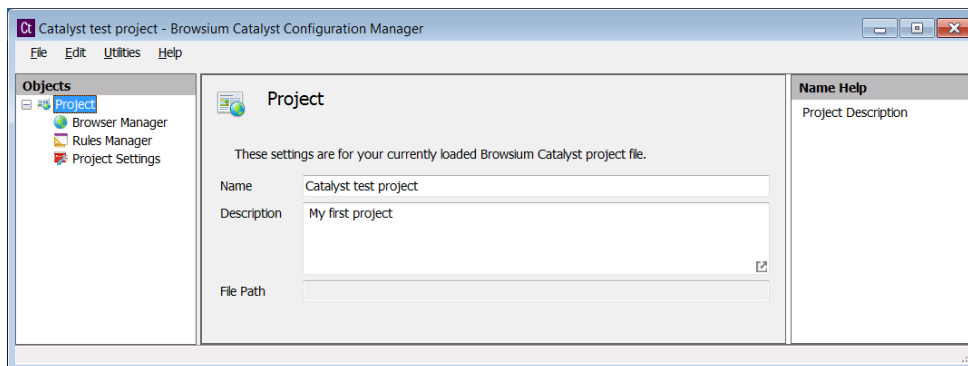 Ct Catalyst test project - Browsium Catalyst Configuration Manager
File Edit Utilities Help
Objects
Project
Browser Manager
Rules Manager
Project Settings
Project
These settings are for your currently loaded Browsium Catalyst project file.
Name Catalyst test project
Description My first project
File Path
Name Help
Project Description